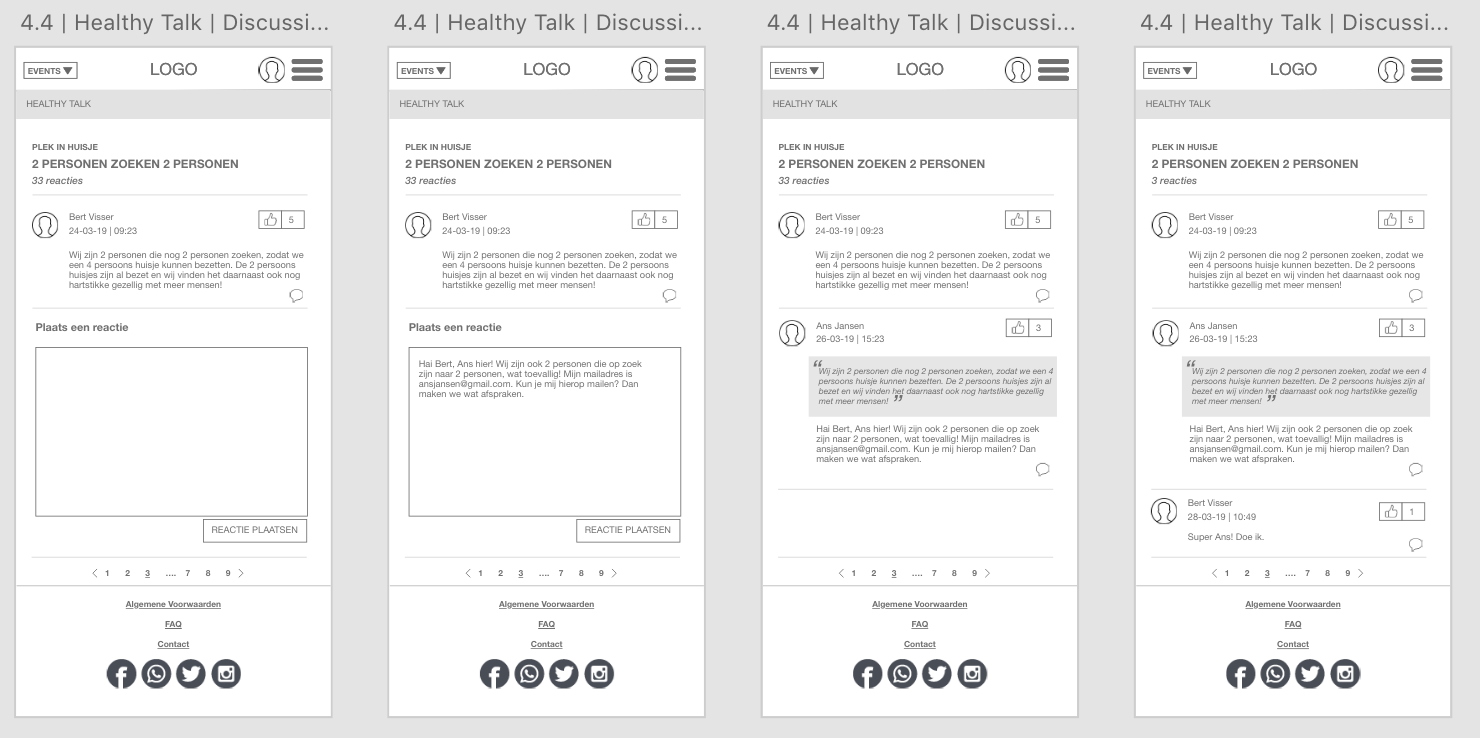 4.4 | Healthy Talk | Discussi...
EVENTS
LOGO
HEALTHY TALK
PLEK IN HUISJE
2 PERSONEN ZOEKEN 2 PERSONEN
33 reacties
Bert Visser
5
24-03-19 | 09:23
Wij zijn 2 personen die nog 2 personen zoeken, zodat we
een 4 persoons huisje kunnen bezetten. De 2 persoons
huisjes zijn al bezet en wij vinden het daarnaast ook nog
hartstikke gezellig met meer mensen!
Plaats een reactie
REACTIE PLAATSEN
1 2 3 .... 7 8 9
Algemene Voorwaarden
FAQ
Contact
4.4 | Healthy Talk | Discussi...
EVENTS
LOGO
HEALTHY TALK
PLEK IN HUISJE
2 PERSONEN ZOEKEN 2 PERSONEN
33 reacties
Bert Visser
5
24-03-19 | 09:23
Wij zijn 2 personen die nog 2 personen zoeken, zodat we
een 4 persoons huisje kunnen bezetten. De 2 persoons
huisjes zijn al bezet en wij vinden het daarnaast ook nog
hartstikke gezellig met meer mensen!
Plaats een reactie
Hai Bert, Ans hier! Wij zijn ook 2 personen die op zoek
zijn naar 2 personen, wat toevallig! Mijn mailadres is
ansjansen@gmail.com. Kun je mij hierop mailen? Dan
maken we wat afspraken.
REACTIE PLAATSEN
1 2 3 .... 7 8 9
Algemene Voorwaarden
FAQ
Contact
4.4 | Healthy Talk | Discussi...
EVENTS
LOGO
HEALTHY TALK
PLEK IN HUISJE
2 PERSONEN ZOEKEN 2 PERSONEN
33 reacties
Bert Visser
5
24-03-19 | 09:23
Wij zijn 2 personen die nog 2 personen zoeken, zodat we
een 4 persoons huisje kunnen bezetten. De 2 persoons
huisjes zijn al bezet en wij vinden het daarnaast ook nog
hartstikke gezellig met meer mensen!
Ans Jansen
3
26-03-19 | 15:23
“Wij zijn 2 personen die nog 2 personen zoeken, zodat we een 4
persoons huisje kunnen bezetten. De 2 persoons huisjes zijn al
bezet en wij vinden het daarnaast ook nog hartstikke gezellig
met meer mensen! ”
Hai Bert, Ans hier! Wij zijn ook 2 personen die op zoek
zijn naar 2 personen, wat toevallig! Mijn mailadres is
ansjansen@gmail.com. Kun je mij hierop mailen? Dan
maken we wat afspraken.
1 2 3 .... 7 8 9
Algemene Voorwaarden
FAQ
Contact
4.4 | Healthy Talk | Discussi...
EVENTS
LOGO
HEALTHY TALK
PLEK IN HUISJE
2 PERSONEN ZOEKEN 2 PERSONEN
3 reacties
Bert Visser
5
24-03-19 | 09:23
Wij zijn 2 personen die nog 2 personen zoeken, zodat we
een 4 persoons huisje kunnen bezetten. De 2 persoons
huisjes zijn al bezet en wij vinden het daarnaast ook nog
hartstikke gezellig met meer mensen!
Ans Jansen
3
26-03-19 | 15:23
“Wij zijn 2 personen die nog 2 personen zoeken, zodat we een 4
persoons huisje kunnen bezetten. De 2 persoons huisjes zijn al
bezet en wij vinden het daarnaast ook nog hartstikke gezellig
met meer mensen! ”
Hai Bert, Ans hier! Wij zijn ook 2 personen die op zoek
zijn naar 2 personen, wat toevallig! Mijn mailadres is
ansjansen@gmail.com. Kun je mij hierop mailen? Dan
maken we wat afspraken.
Bert Visser
1
28-03-19 | 10:49
Super Ans! Doe ik.
1 2 3 .... 7 8 9
Algemene Voorwaarden
FAQ
Contact